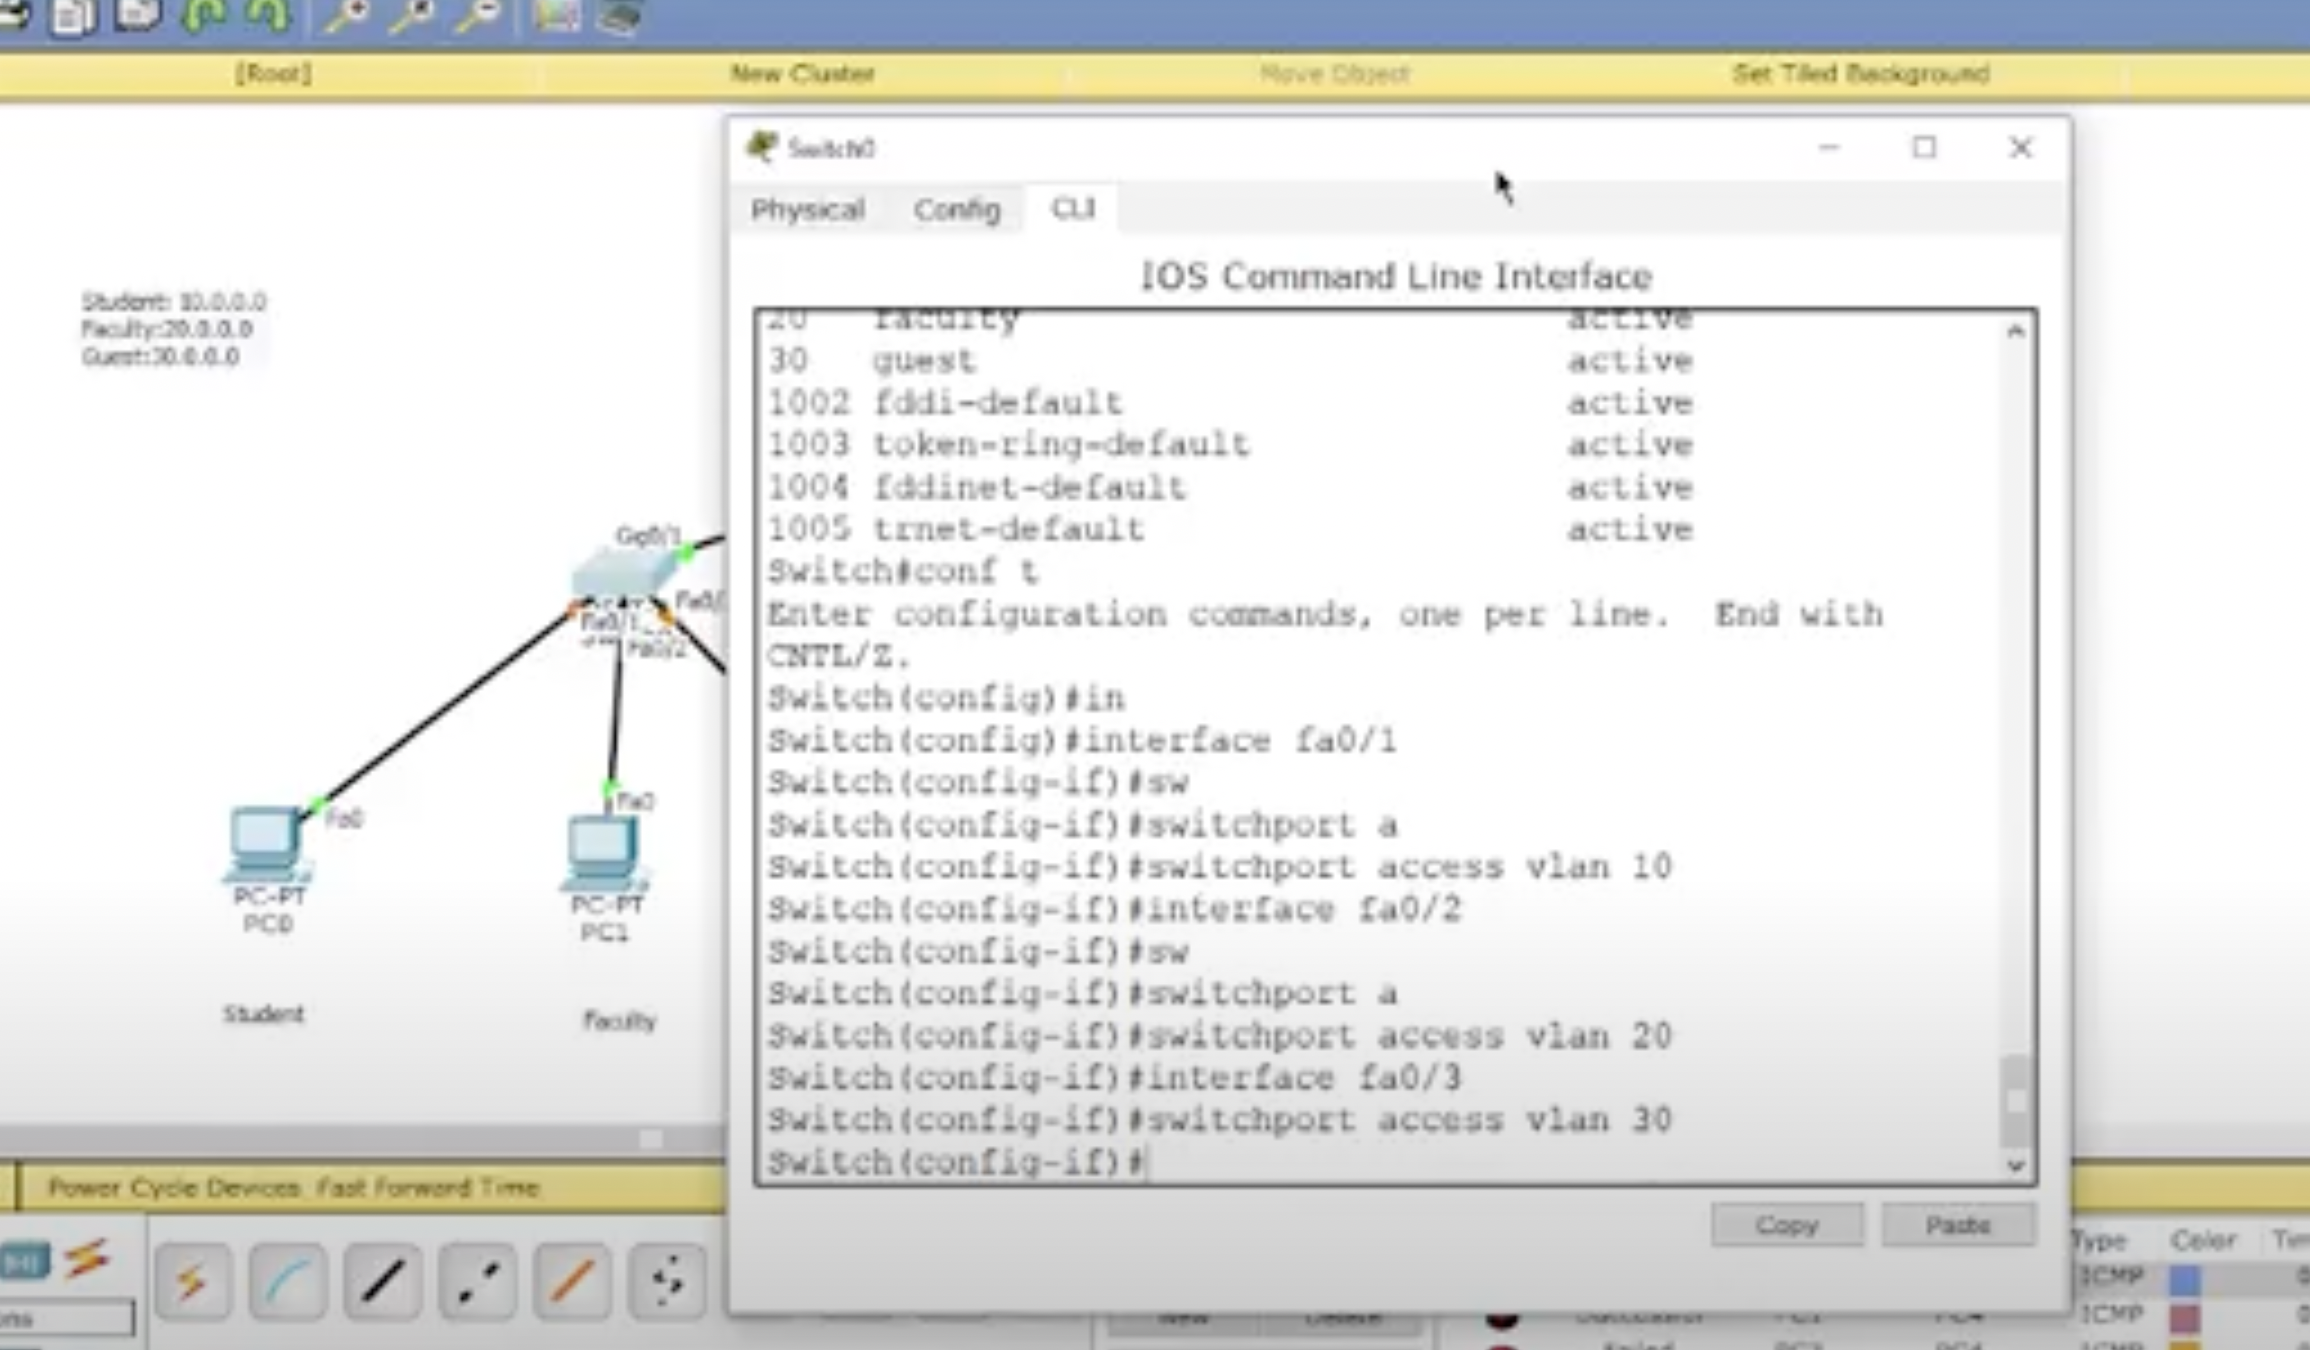 [Root]
New Cluster
Move Object
Set Tiled Background
Switch0
Physical
Config
CLI
IOS Command Line Interface
Student: 10.0.0.0
Faculty:20.0.0.0
Guest:30.0.0.0
20 faculty active
30 guest active
1002 fddi-default active
1003 token-ring-default active
1004 fddinet-default active
1005 trnet-default active
Switch#conf t
Enter configuration commands, one per line. End with
CNTL/Z.
Switch(config)#in
Switch(config)#interface fa0/1
Switch(config-if)#sw
Switch(config-if)#switchport a
Switch(config-if)#switchport access vlan 10
Switch(config-if)#interface fa0/2
Switch(config-if)#sw
Switch(config-if)#switchport a
Switch(config-if)#switchport access vlan 20
Switch(config-if)#interface fa0/3
Switch(config-if)#switchport access vlan 30
Switch(config-if)#
Gig0/1
Fa0/
Fa0/1
Fa0/2
Fa0
Fa0
PC-PT
PC0
PC-PT
PC1
Student
Faculty
Power Cycle Devices Fast Forward Time
Copy
Paste
Type
Color
ICMP
ICMP
ICMP
New
Delete